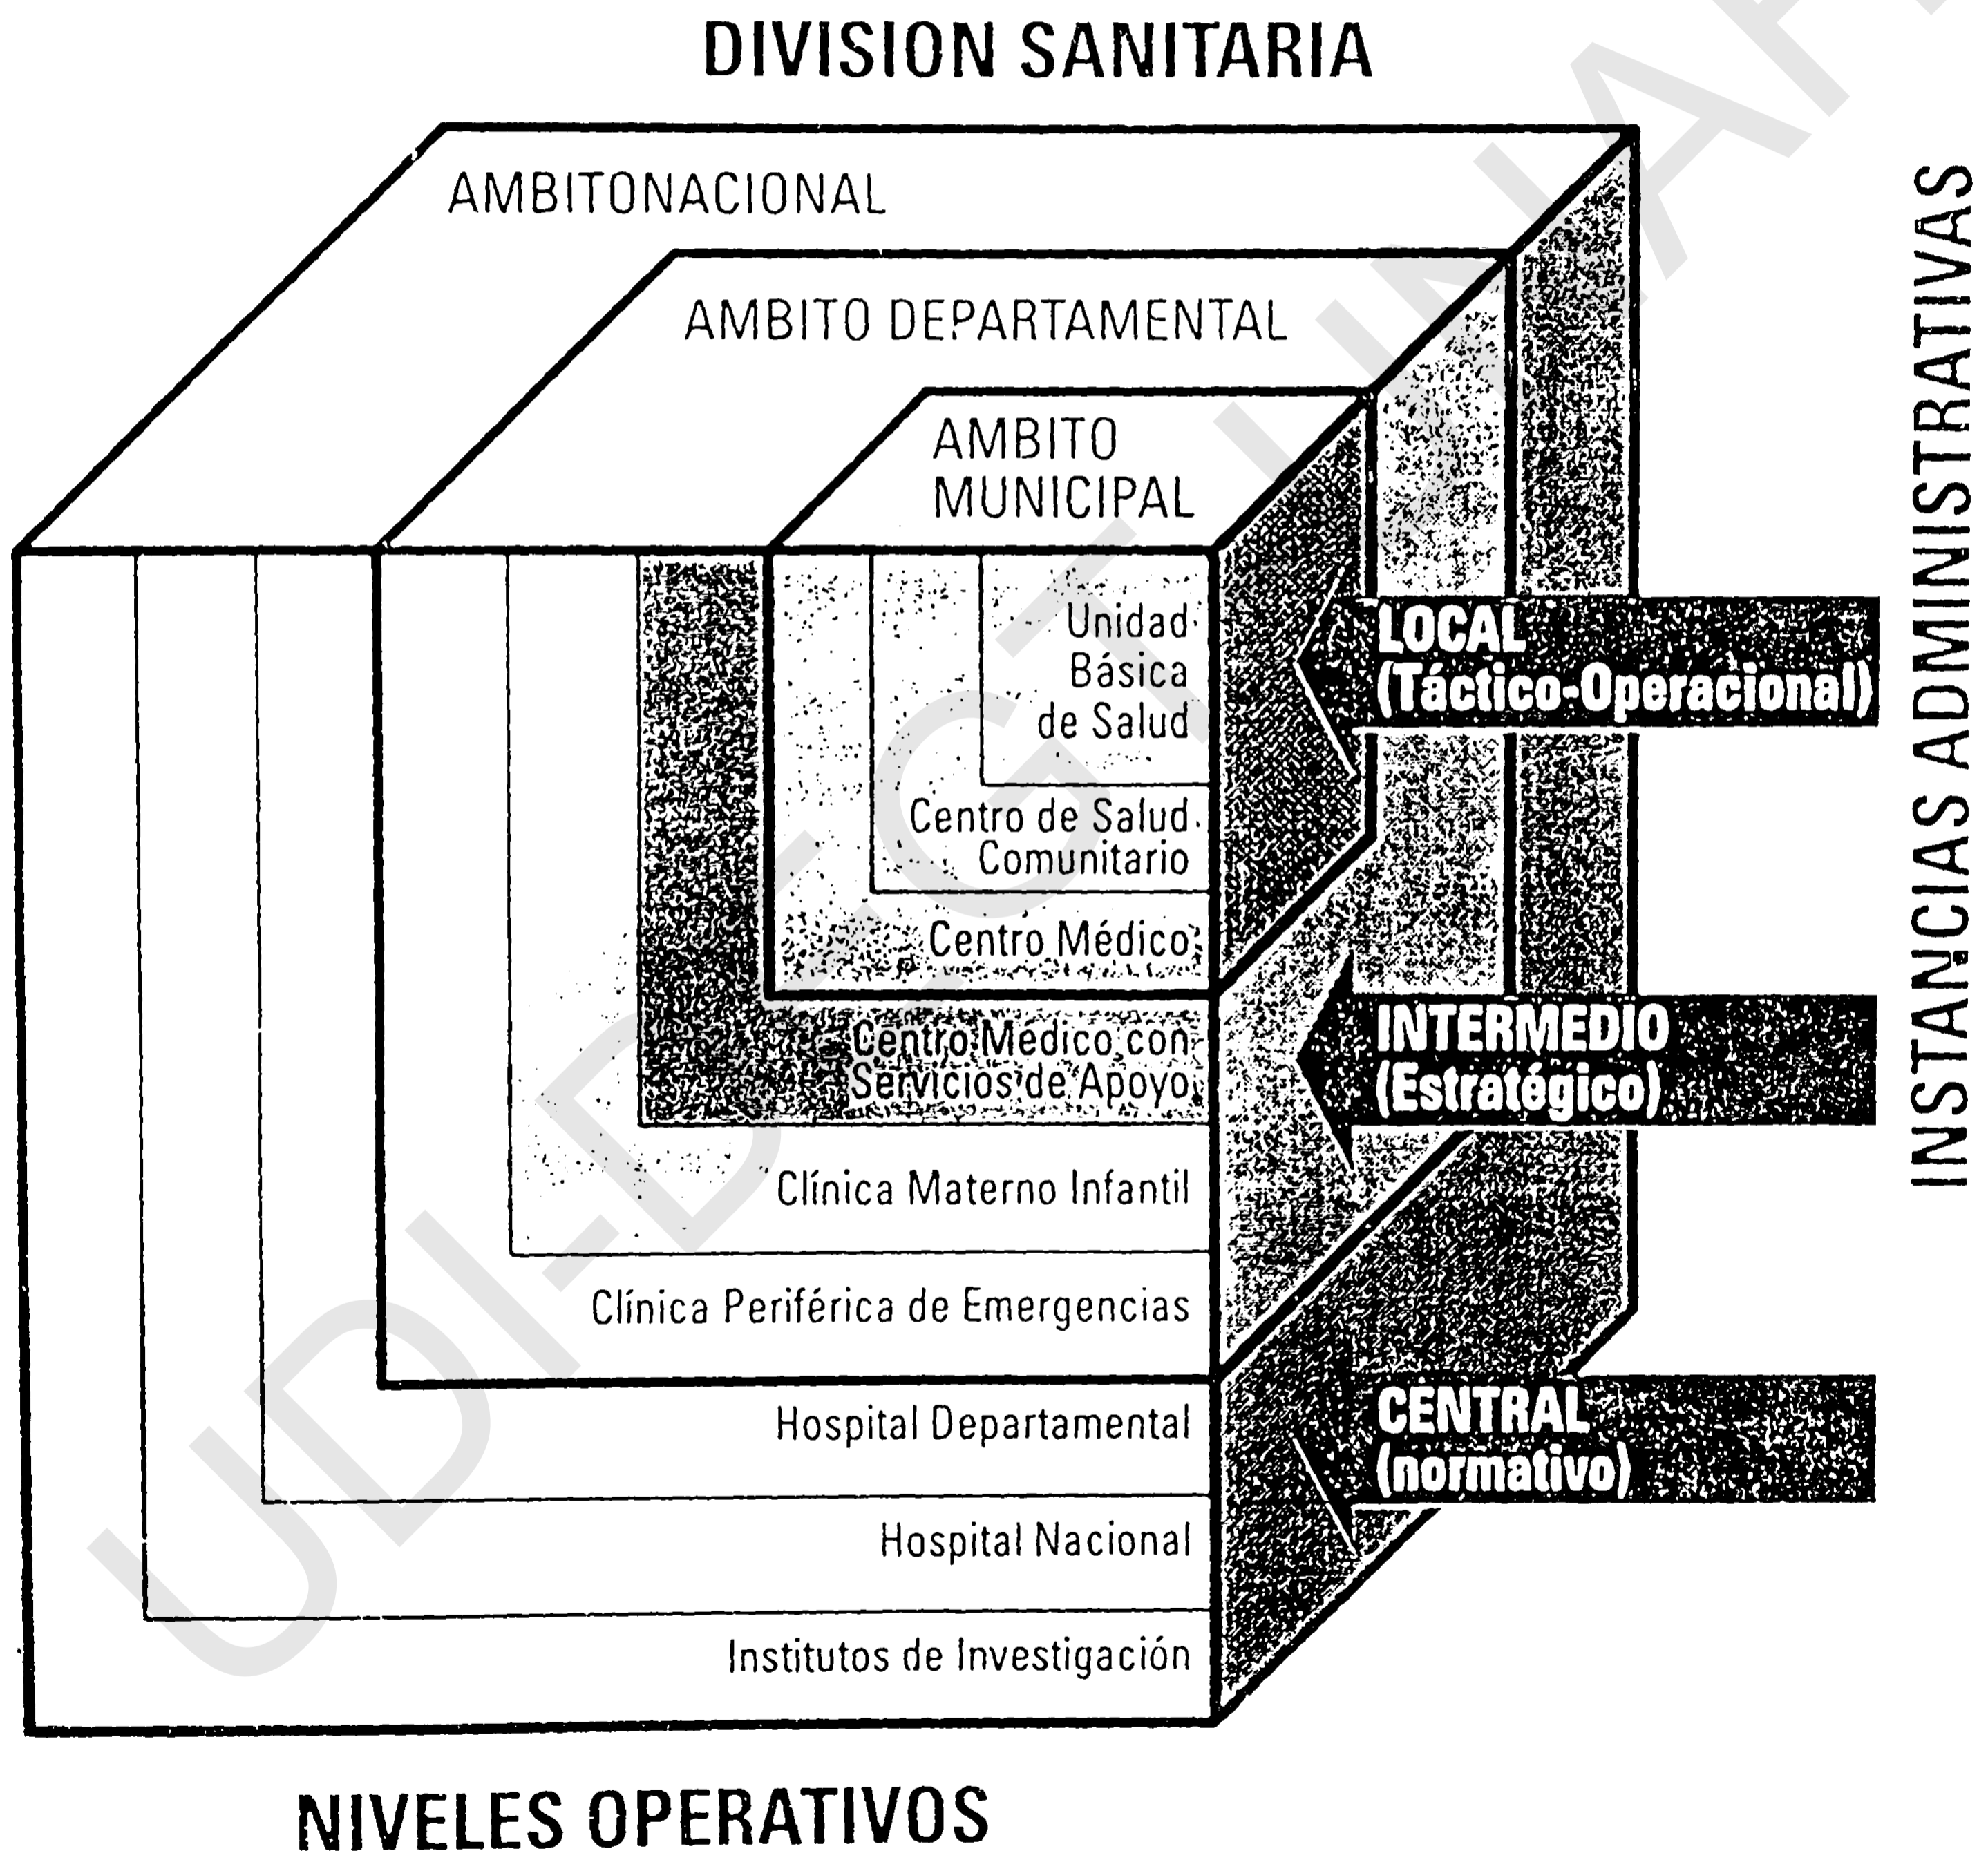 DIVISION SANITARIA
AMBITONACIONAL
AMBITO DEPARTAMENTAL
AMBITO
MUNICIPAL
Unidad
Básica
de Salud
Centro de Salud
Comunitario
Centro Médico
Centro Médico con
Servicios de Apoyo
Clínica Materno Infantil
Clínica Periférica de Emergencias
Hospital Departamental
Hospital Nacional
Institutos de Investigación
LOCAL
(Táctico-Operacional)
INTERMEDIO
(Estratégico)
CENTRAL
(normativo)
INSTANCIAS ADMINISTRATIVAS
NIVELES OPERATIVOS